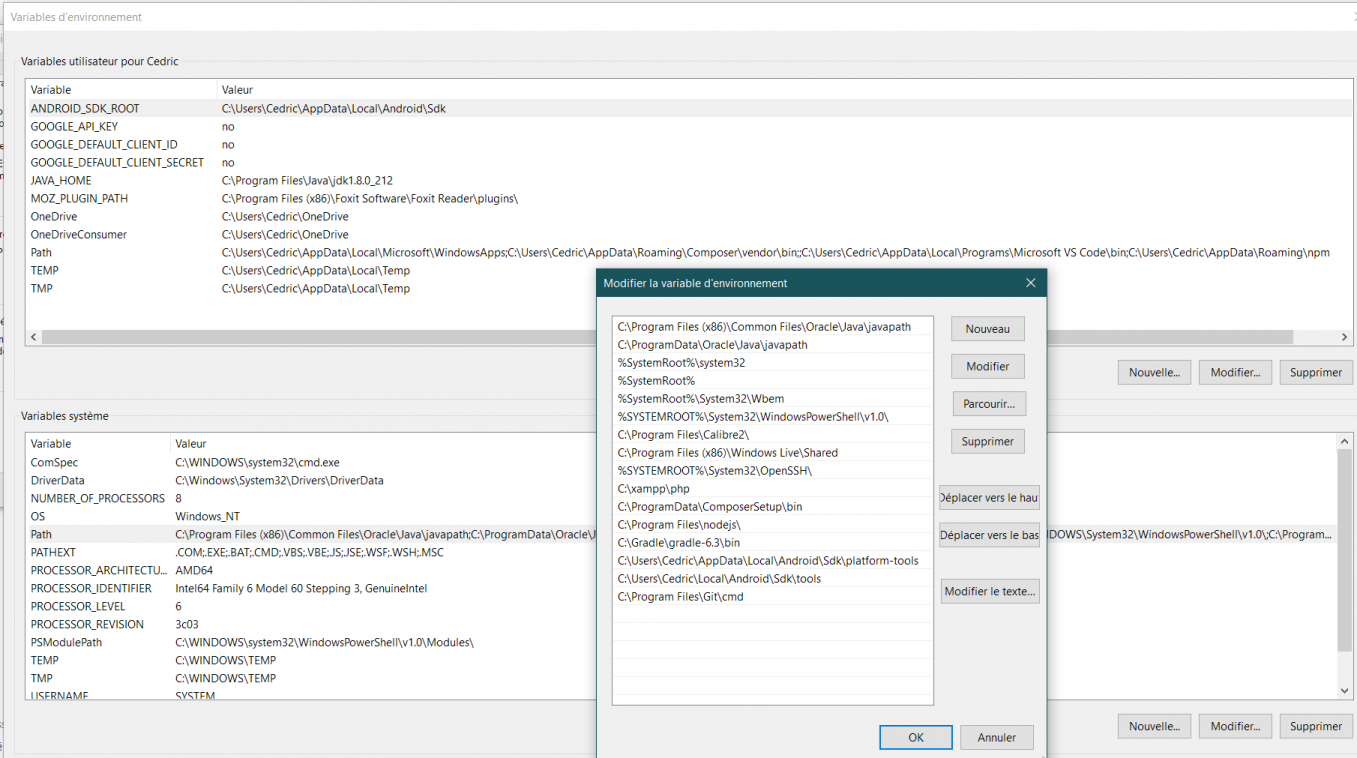 Variables d'environnement
Variables utilisateur pour Cedric
Variable Valeur
ANDROID_SDK_ROOT C:\Users\Cedric\AppData\Local\Android\Sdk
GOOGLE_API_KEY no
GOOGLE_DEFAULT_CLIENT_ID no
GOOGLE_DEFAULT_CLIENT_SECRET no
JAVA_HOME C:\Program Files\Java\jdk1.8.0_212
MOZ_PLUGIN_PATH C:\Program Files (x86)\Foxit Software\Foxit Reader\plugins\
OneDrive C:\Users\Cedric\OneDrive
OneDriveConsumer C:\Users\Cedric\OneDrive
Path C:\Users\Cedric\AppData\Local\Microsoft\WindowsApps;C:\Users\Cedric\AppData\Roaming\Composer\vendor\bin;;C:\Users\Cedric\AppData\Local\Programs\Microsoft VS Code\bin;C:\Users\Cedric\AppData\Roaming\npm
TEMP C:\Users\Cedric\AppData\Local\Temp
TMP C:\Users\Cedric\AppData\Local\Temp
Nouvelle... Modifier... Supprimer
Variables système
Variable Valeur
ComSpec C:\WINDOWS\system32\cmd.exe
DriverData C:\Windows\System32\Drivers\DriverData
NUMBER_OF_PROCESSORS 8
OS Windows_NT
Path C:\Program Files (x86)\Common Files\Oracle\Java\javapath;C:\ProgramData\Oracle\J DOWS\System32\WindowsPowerShell\v1.0\;C:\Program...
PATHEXT .COM;.EXE;.BAT;.CMD;.VBS;.VBE;.JS;.JSE;.WSF;.WSH;.MSC
PROCESSOR_ARCHITECTU... AMD64
PROCESSOR_IDENTIFIER Intel64 Family 6 Model 60 Stepping 3, GenuineIntel
PROCESSOR_LEVEL 6
PROCESSOR_REVISION 3c03
PSModulePath C:\WINDOWS\system32\WindowsPowerShell\v1.0\Modules\
TEMP C:\WINDOWS\TEMP
TMP C:\WINDOWS\TEMP
USERNAME SYSTEM
Nouvelle... Modifier... Supprimer
Modifier la variable d'environnement
C:\Program Files (x86)\Common Files\Oracle\Java\javapath
C:\ProgramData\Oracle\Java\javapath
%SystemRoot%\system32
%SystemRoot%
%SystemRoot%\System32\Wbem
%SYSTEMROOT%\System32\WindowsPowerShell\v1.0\
C:\Program Files\Calibre2\
C:\Program Files (x86)\Windows Live\Shared
%SYSTEMROOT%\System32\OpenSSH\
C:\xampp\php
C:\ProgramData\ComposerSetup\bin
C:\Program Files\nodejs\
C:\Gradle\gradle-6.3\bin
C:\Users\Cedric\AppData\Local\Android\Sdk\platform-tools
C:\Users\Cedric\Local\Android\Sdk\tools
C:\Program Files\Git\cmd
Nouveau
Modifier
Parcourir...
Supprimer
Déplacer vers le hau
Déplacer vers le bas
Modifier le texte...
OK Annuler